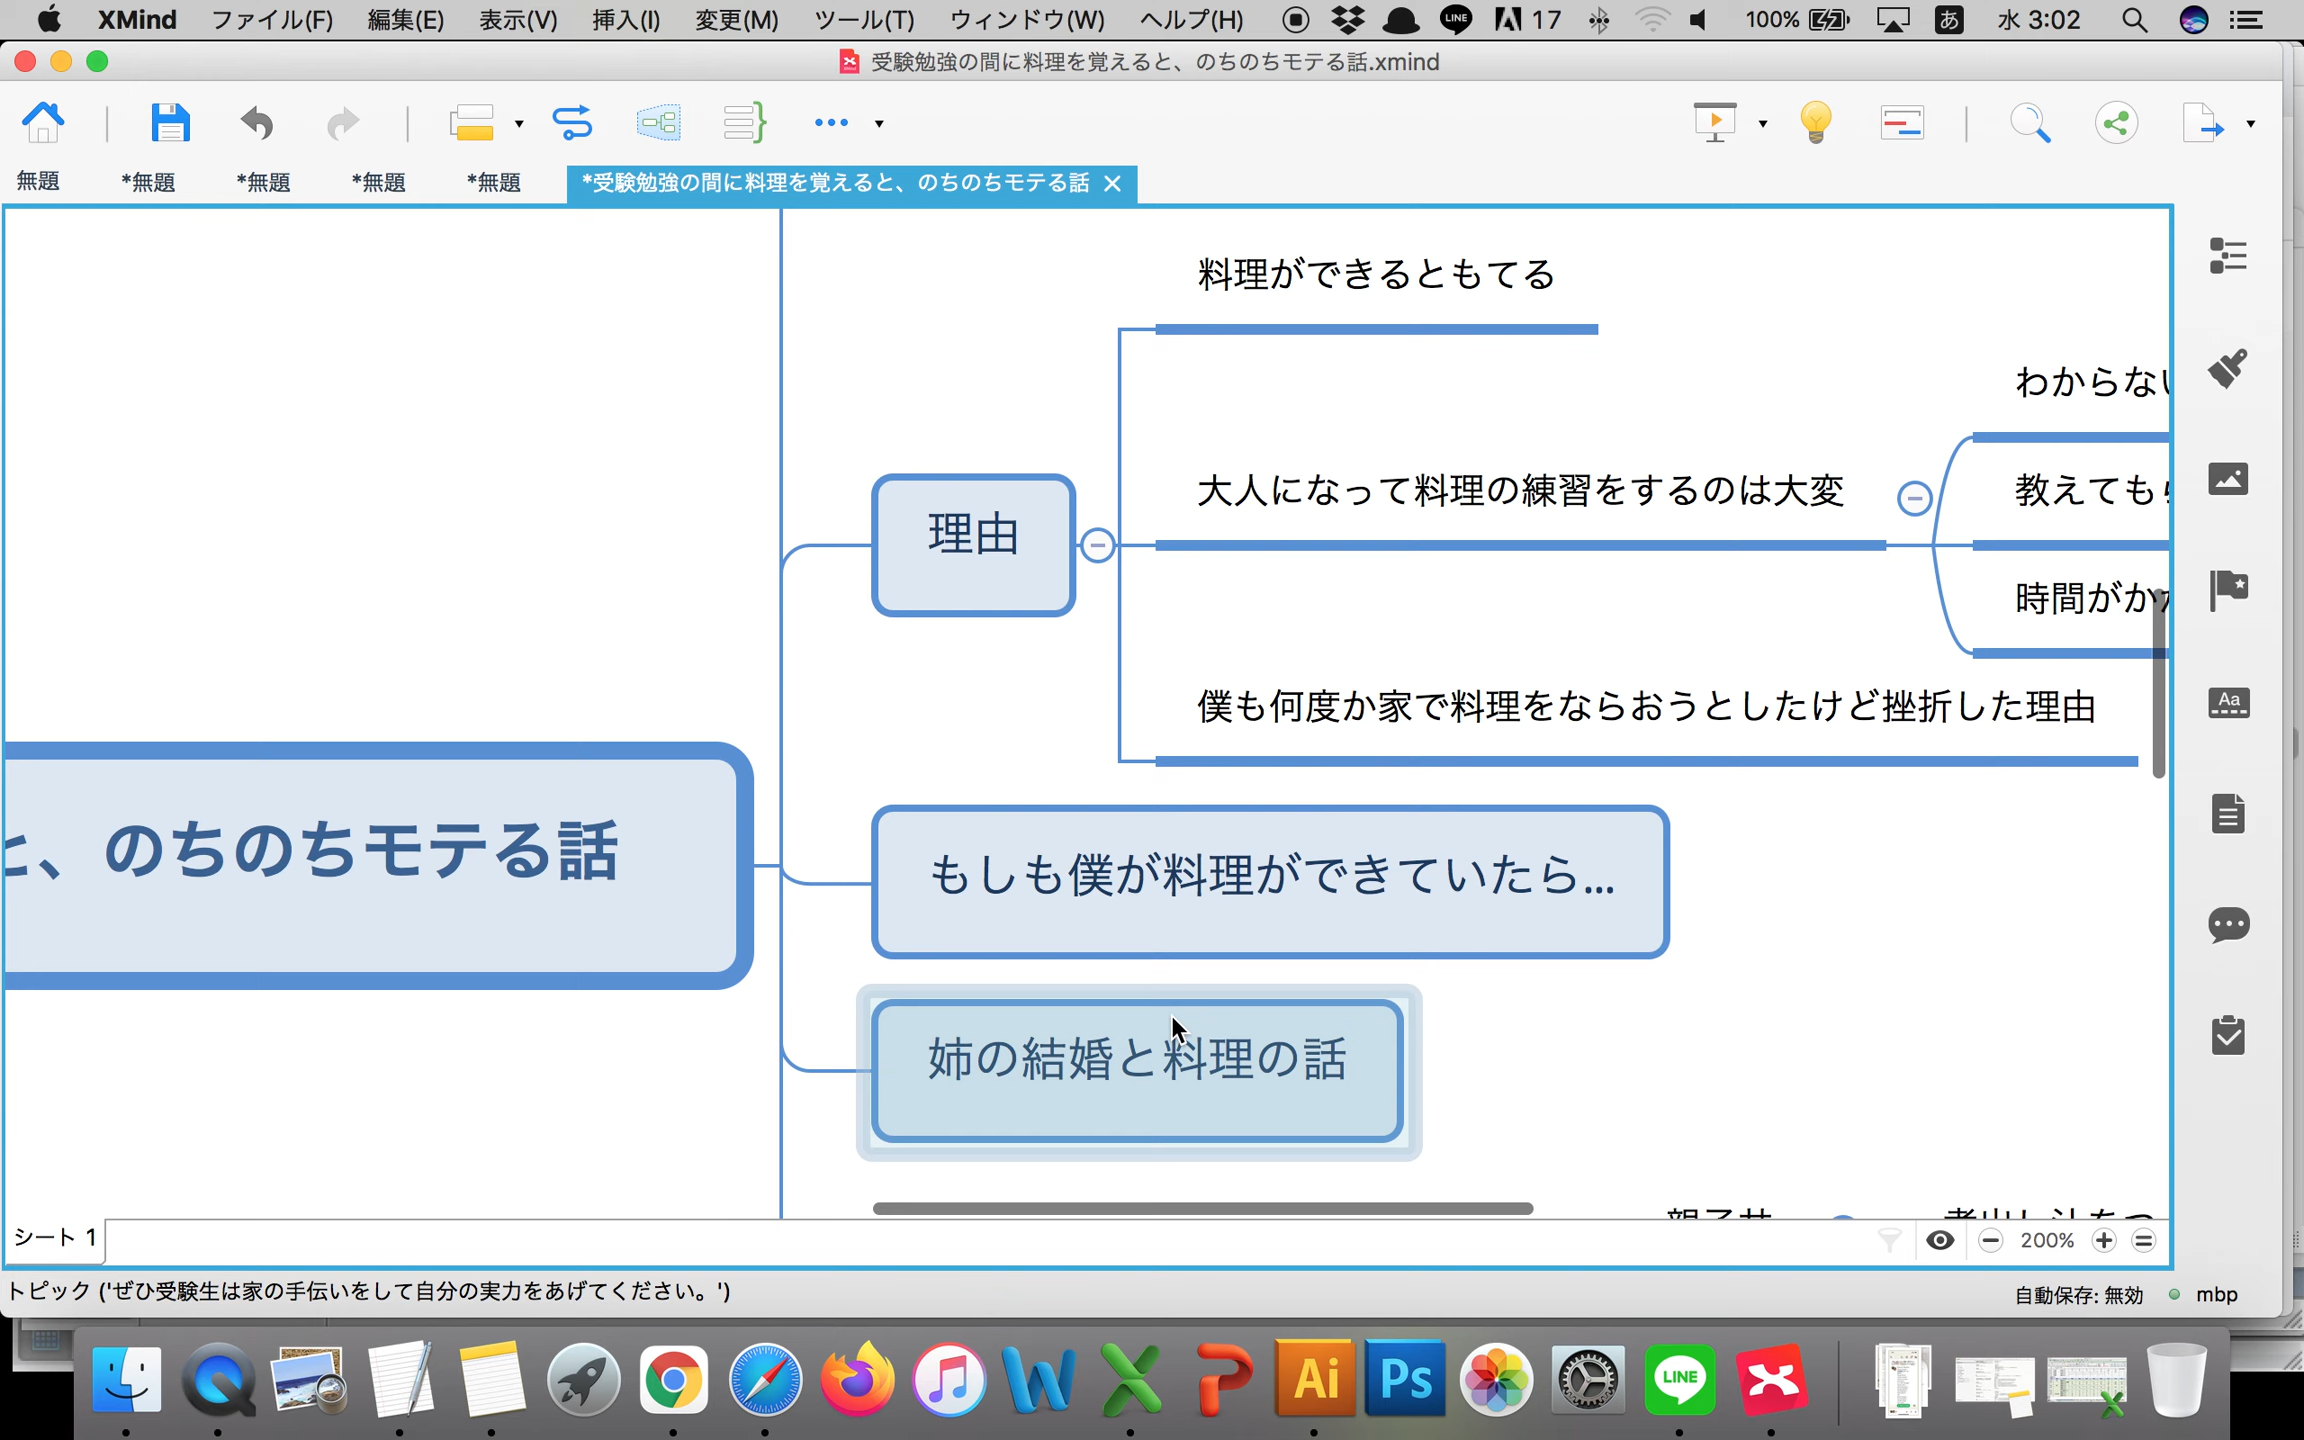 XMind ファイル(F) 編集(E) 表示(V) 挿入(I) 変更(M) ツール(T) ウィンドウ(W) ヘルプ(H) LINE 17 100% あ 水 3:02
受験勉強の間に料理を覚えると、のちのちモテる話.xmind
無題 *無題 *無題 *無題 *無題 *受験勉強の間に料理を覚えると、のちのちモテる話
料理ができるともてる
わからない
理由
大人になって料理の練習をするのは大変
教えても
時間がか
僕も何度か家で料理をならおうとしたけど挫折した理由
Aa
と、のちのちモテる話
もしも僕が料理ができていたら...
姉の結婚と料理の話
シート 1
200%
トピック ('ぜひ受験生は家の手伝いをして自分の実力をあげてください。')
自動保存: 無効 mbp
W Ai Ps LINE